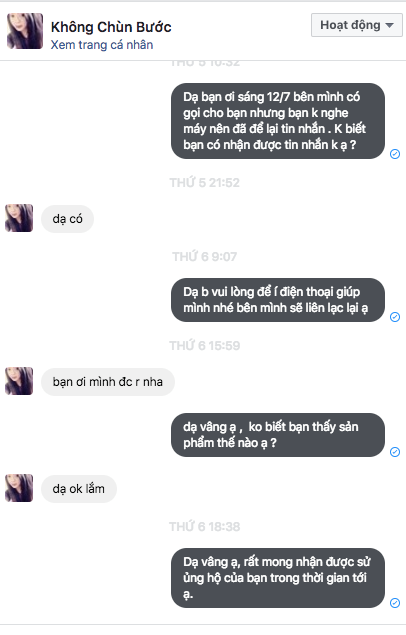 Không Chùn Bước
Xem trang cá nhân
Hoạt động
THỨ 5 10:32
Dạ bạn ơi sáng 12/7 bên mình có
gọi cho bạn nhưng bạn k nghe
máy nên đã để lại tin nhắn . K biết
bạn có nhận được tin nhắn k ạ ?
THỨ 5 21:52
dạ có
THỨ 6 9:07
Dạ b vui lòng để í điện thoại giúp
mình nhé bên mình sẽ liên lạc lại ạ
THỨ 6 15:59
bạn ơi mình đc r nha
dạ vâng ạ , ko biết bạn thấy sản
phẩm thế nào ạ ?
dạ ok lắm
THỨ 6 18:38
Dạ vâng ạ, rất mong nhận được sử
ủng hộ của bạn trong thời gian tới
ạ.